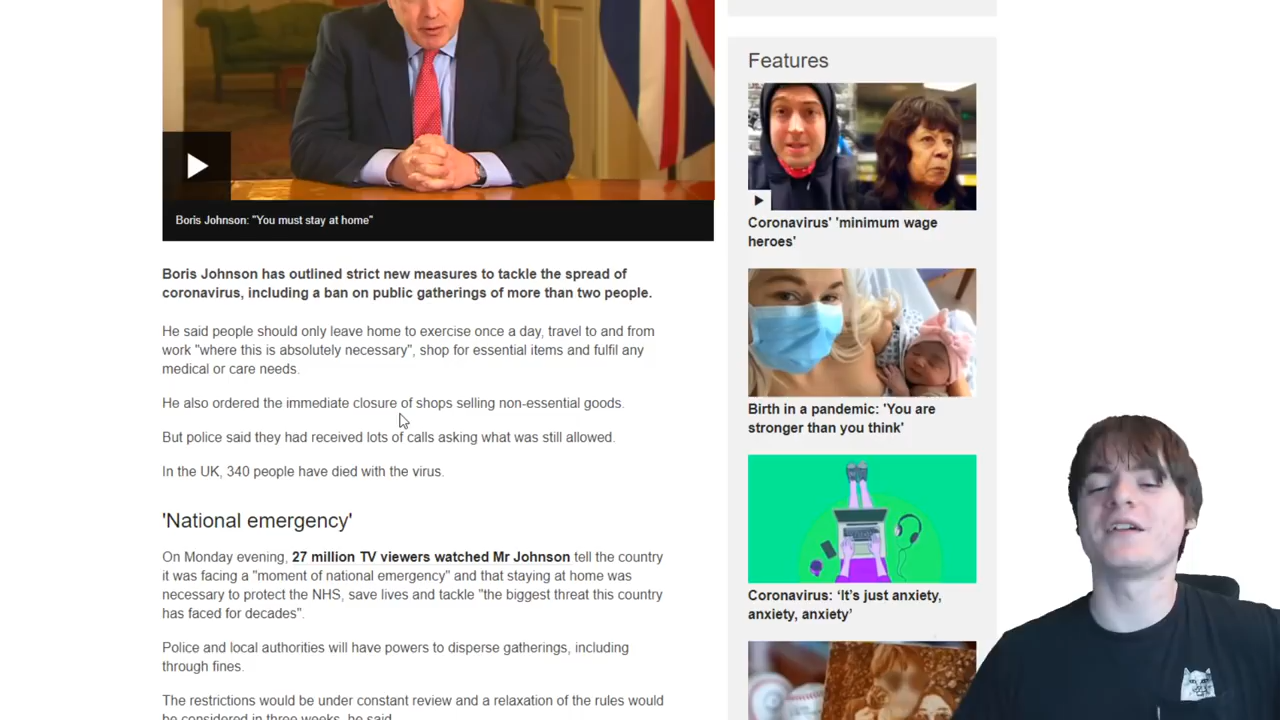 Boris Johnson: "You must stay at home"
Boris Johnson has outlined strict new measures to tackle the spread of
coronavirus, including a ban on public gatherings of more than two people.
He said people should only leave home to exercise once a day, travel to and from
work "where this is absolutely necessary", shop for essential items and fulfil any
medical or care needs.
He also ordered the immediate closure of shops selling non-essential goods.
But police said they had received lots of calls asking what was still allowed.
In the UK, 340 people have died with the virus.
'National emergency'
On Monday evening, 27 million TV viewers watched Mr Johnson tell the country
it was facing a "moment of national emergency" and that staying at home was
necessary to protect the NHS, save lives and tackle "the biggest threat this country
has faced for decades".
Police and local authorities will have powers to disperse gatherings, including
through fines.
The restrictions would be under constant review and a relaxation of the rules would
be considered in three weeks, he said.
Features
Coronavirus' 'minimum wage
heroes'
Birth in a pandemic: 'You are
stronger than you think'
Coronavirus: ‘It’s just anxiety,
anxiety, anxiety’